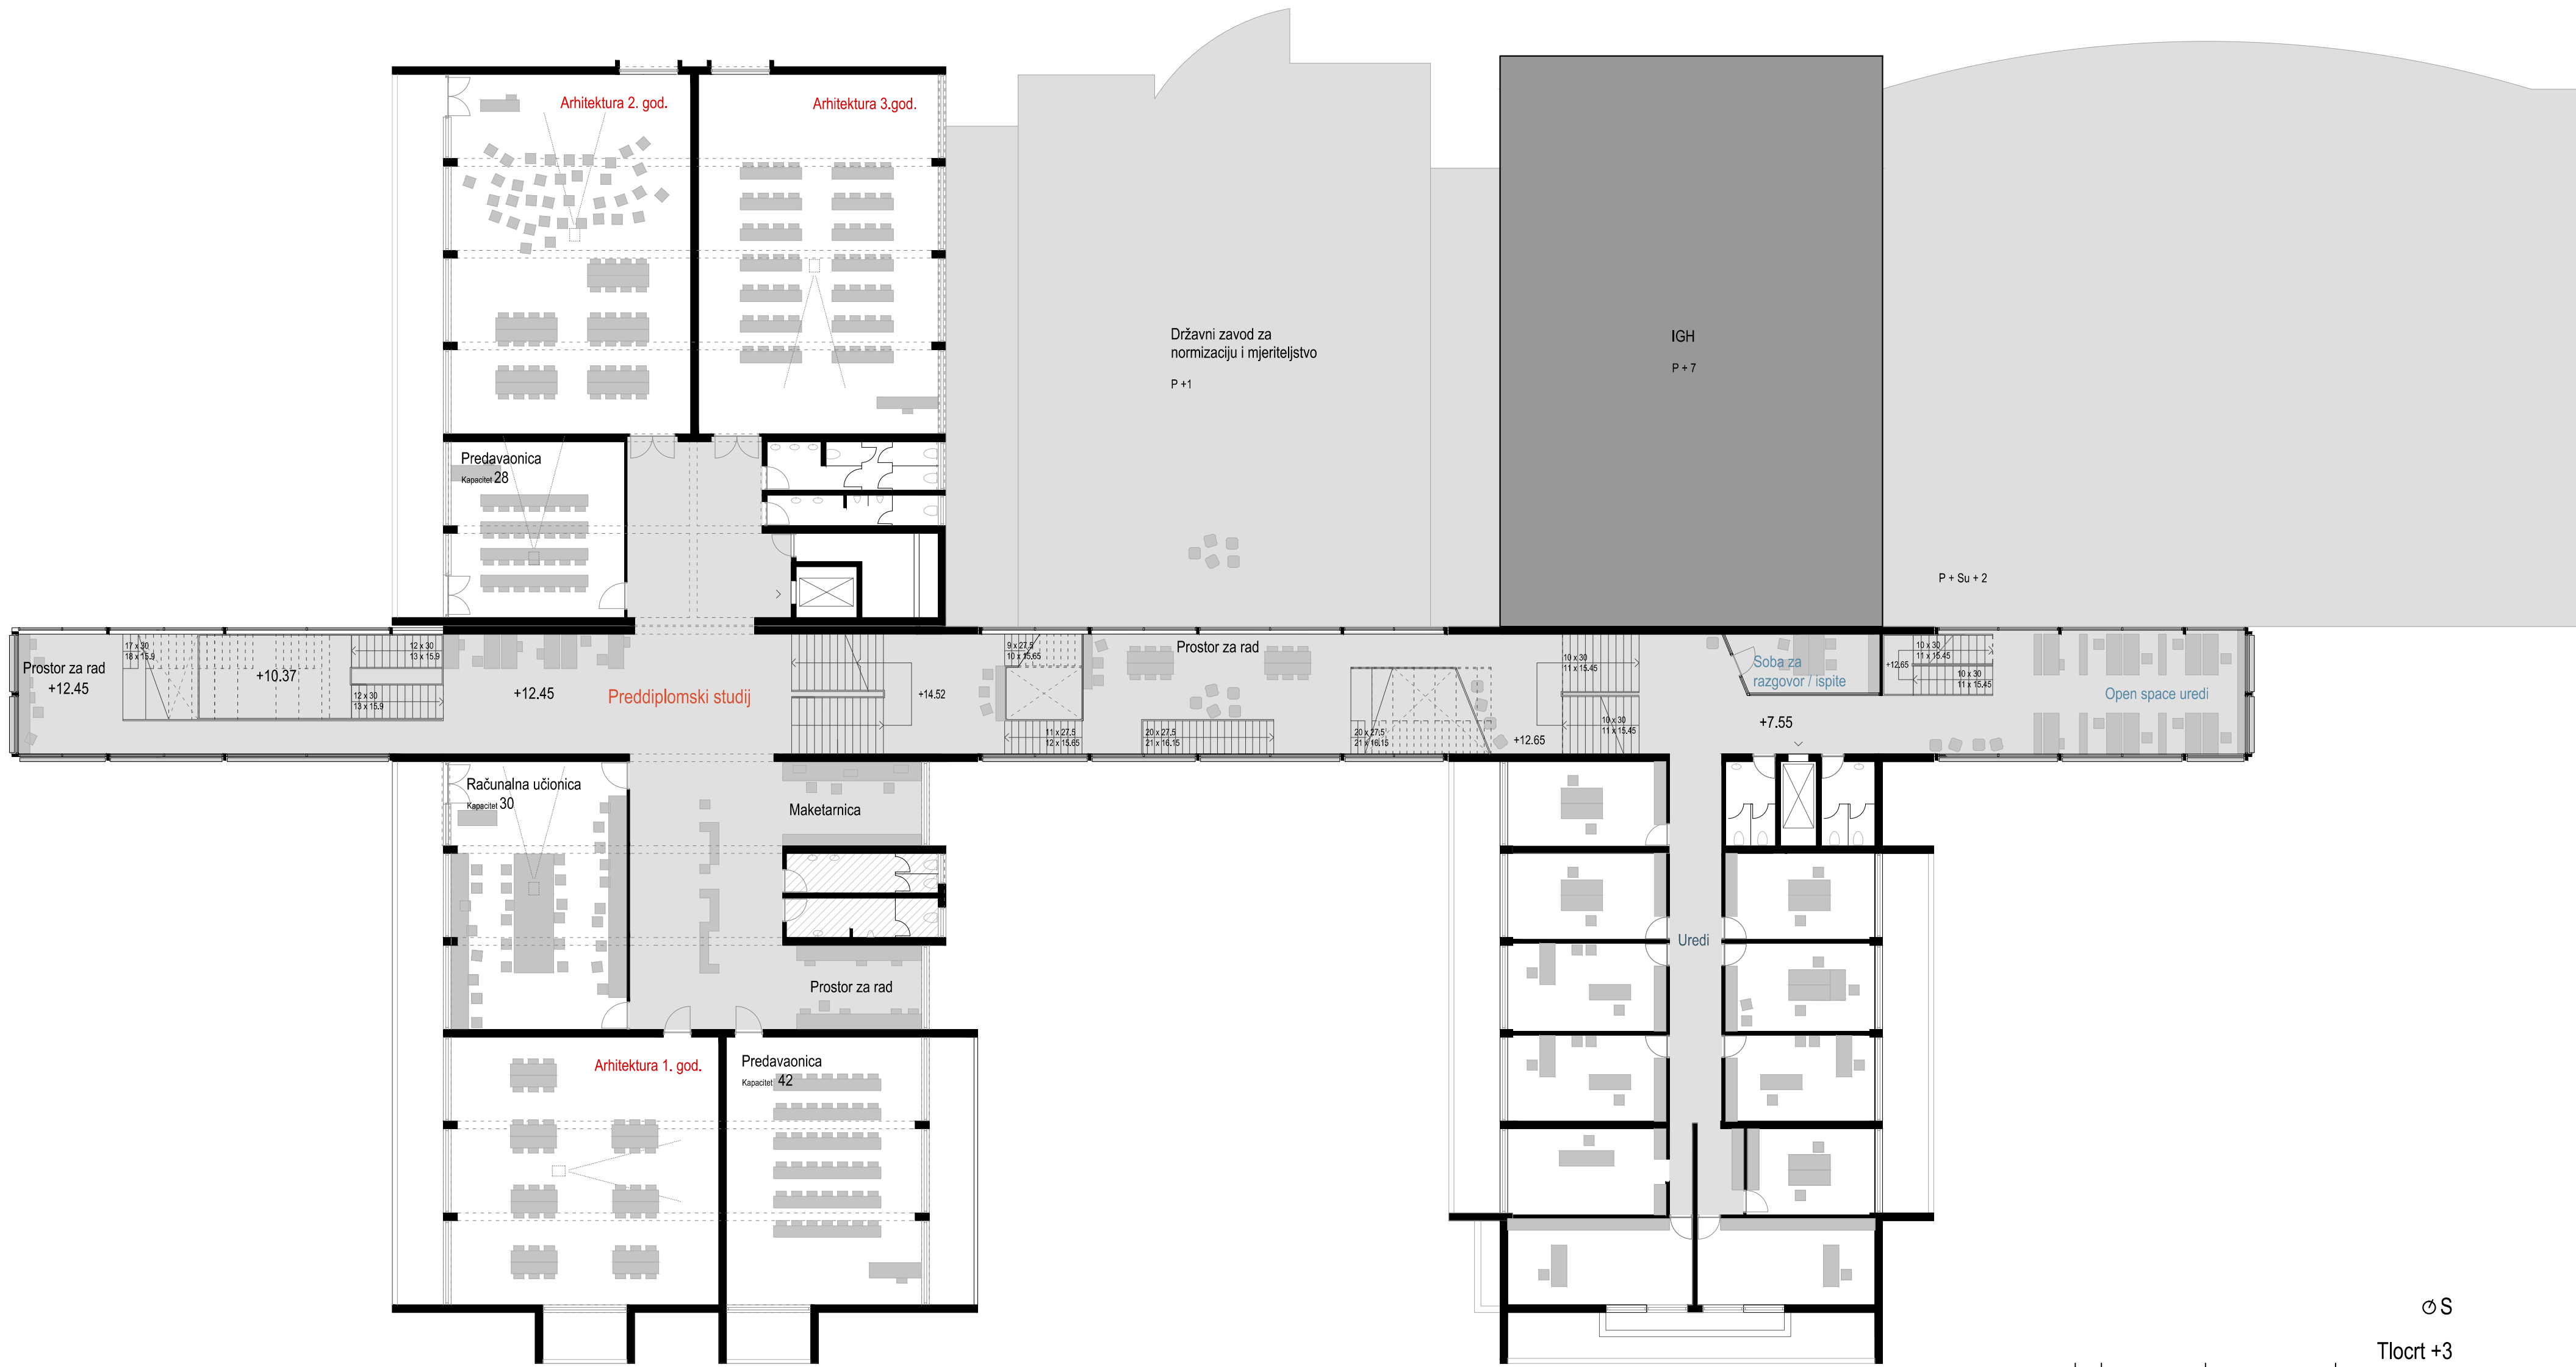 Arhitektura 2. god.
Arhitektura 3.god.
Državni zavod za
normizaciju i mjeriteljstvo
P +1
IGH
P + 7
P + Su + 2
Predavaonica
Kapacitet 28
Prostor za rad
+12.45
17 x 30
18 x 15.9
+10.37
12 x 30
13 x 15.9
12 x 30
13 x 15.9
+12.45
Preddiplomski studij
+14.52
9 x 27,5
10 x 15.65
11 x 27,5
12 x 15.65
Prostor za rad
20 x 27,5
21 x 16.15
20 x 27,5
21 x 16.15
+12.65
10 x 30
11 x 15.45
10 x 30
11 x 15.45
Soba za
razgovor / ispite
+7.55
+12.65
10 x 30
11 x 15.45
10 x 30
11 x 15.45
Open space uredi
Računalna učionica
Kapacitet 30
Maketarnica
Prostor za rad
Uredi
Arhitektura 1. god.
Predavaonica
Kapacitet 42
S
Tlocrt +3